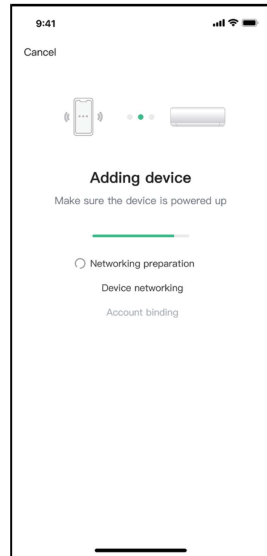 9:41
Cancel
Adding device
Make sure the device is powered up
Networking preparation
Device networking
Account binding